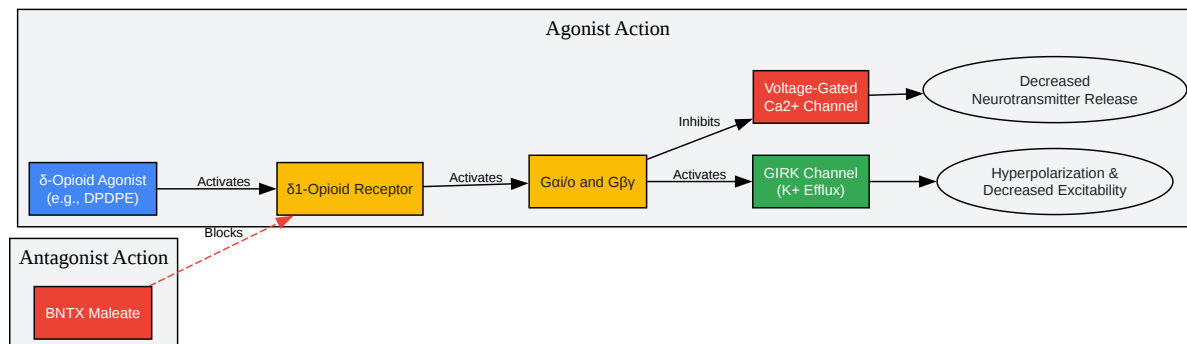 Agonist Action
δ-Opioid Agonist
(e.g., DPDPE)
Activates
δ1-Opioid Receptor
Activates
Gαi/o and Gβγ
Inhibits
Voltage-Gated
Ca2+ Channel
Decreased
Neurotransmitter Release
Activates
GIRK Channel
(K+ Efflux)
Hyperpolarization &
Decreased Excitability
Blocks
Antagonist Action
BNTX Maleate